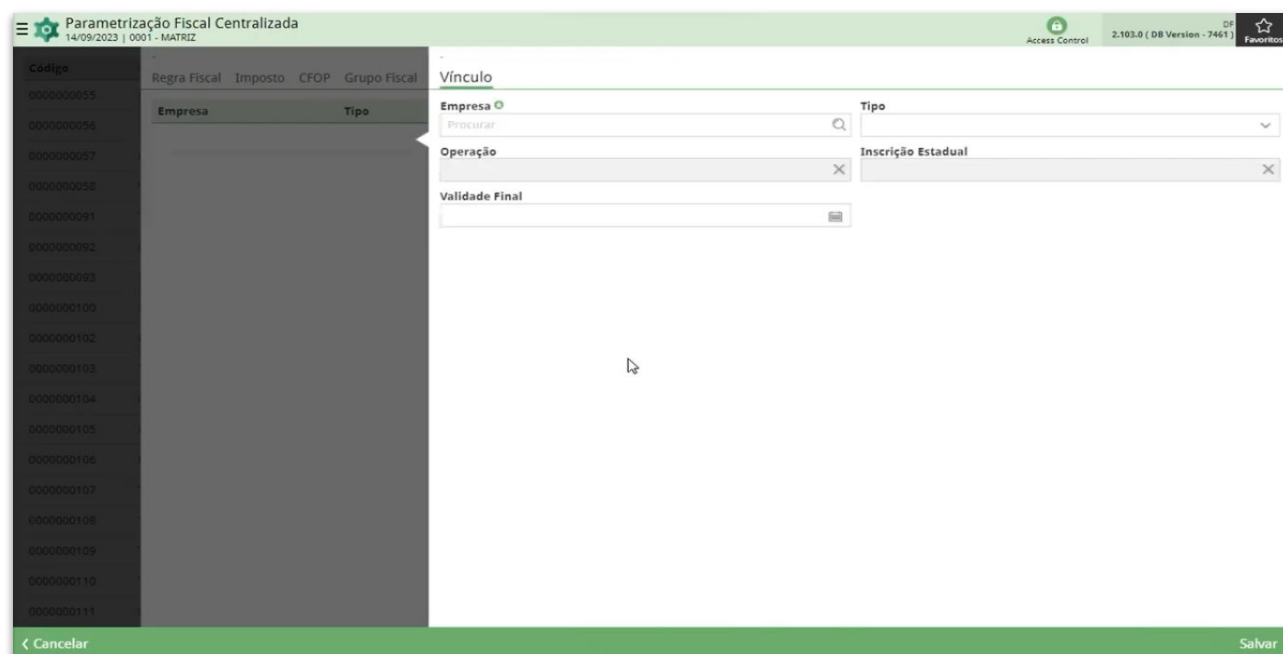 Parametrização Fiscal Centralizada
14/09/2023 | 0001 - MATRIZ
Access Control
DF
2.103.0 ( DB Version - 7461 )
Favoritos
Código
0000000055
0000000056
0000000057
0000000058
0000000091
0000000092
0000000093
0000000100
0000000102
0000000103
0000000104
0000000105
0000000106
0000000107
0000000108
0000000109
0000000110
0000000111
Regra Fiscal Imposto CFOP Grupo Fiscal
Empresa Tipo
Vínculo
Empresa
Procurar
Tipo
Operação
Inscrição Estadual
Validade Final
Cancelar
Salvar